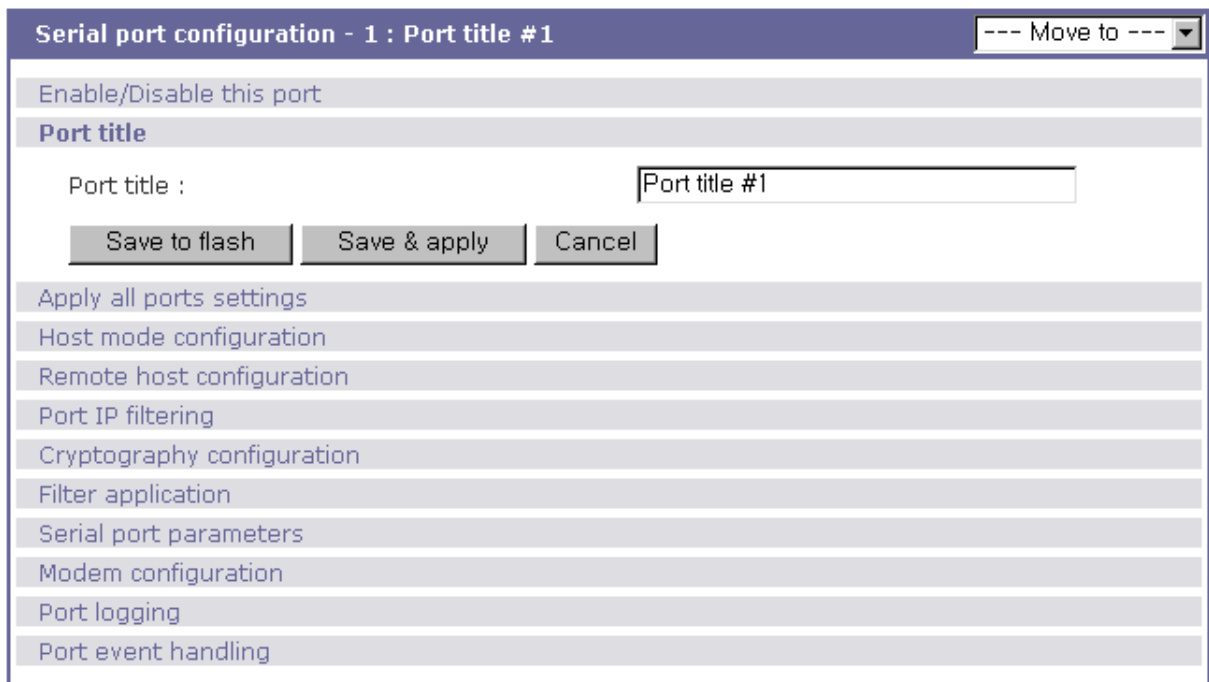 Serial port configuration - 1 : Port title #1
--- Move to ---
Enable/Disable this port
Port title
Port title :
Port title #1
Save to flash
Save & apply
Cancel
Apply all ports settings
Host mode configuration
Remote host configuration
Port IP filtering
Cryptography configuration
Filter application
Serial port parameters
Modem configuration
Port logging
Port event handling